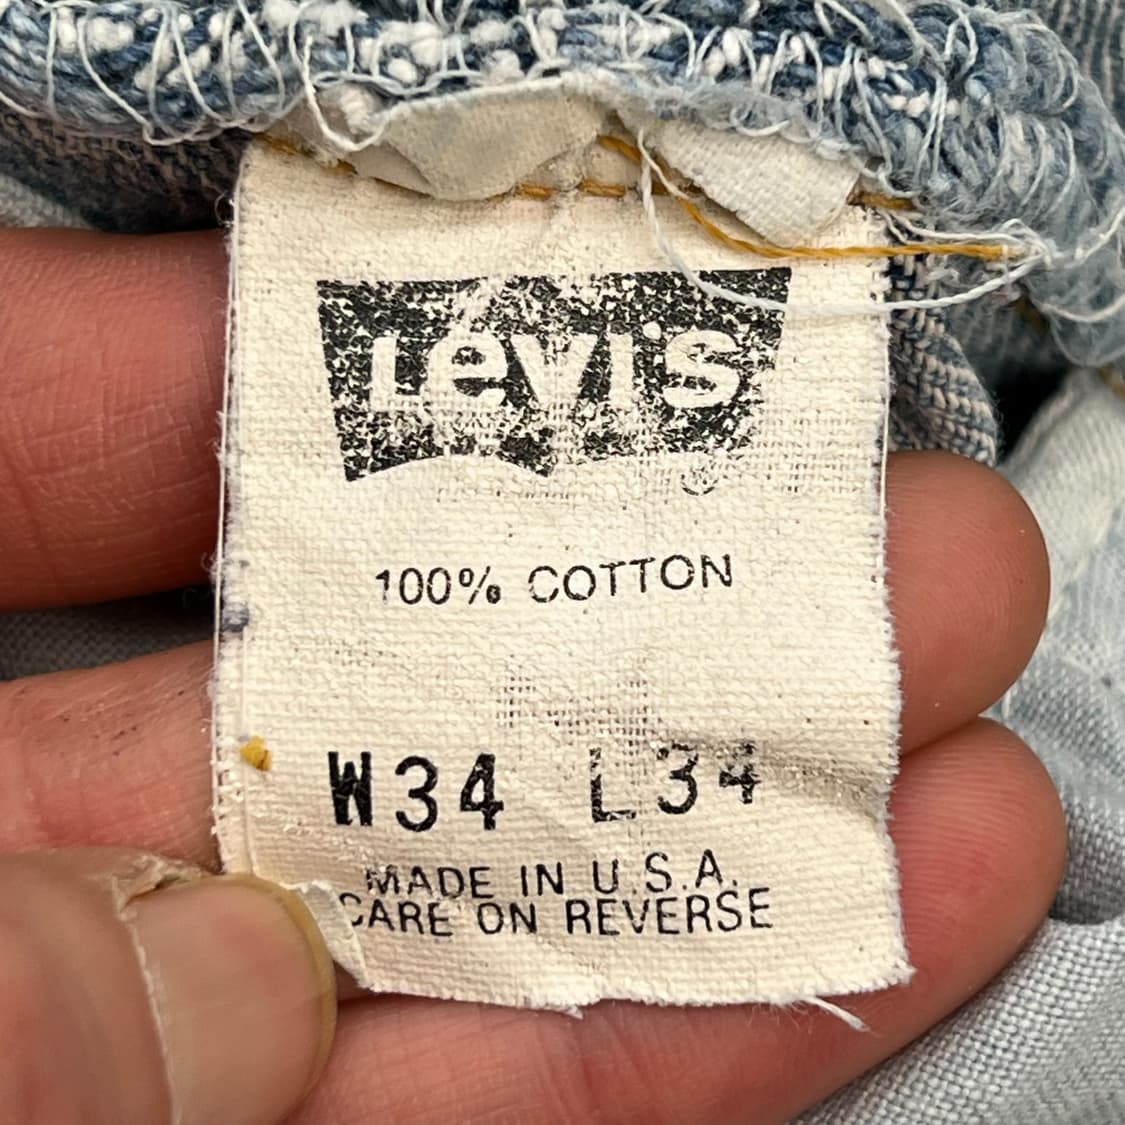 Levi's
®
100% COTTON
W34 L34
MADE IN U.S.A.
CARE ON REVERSE